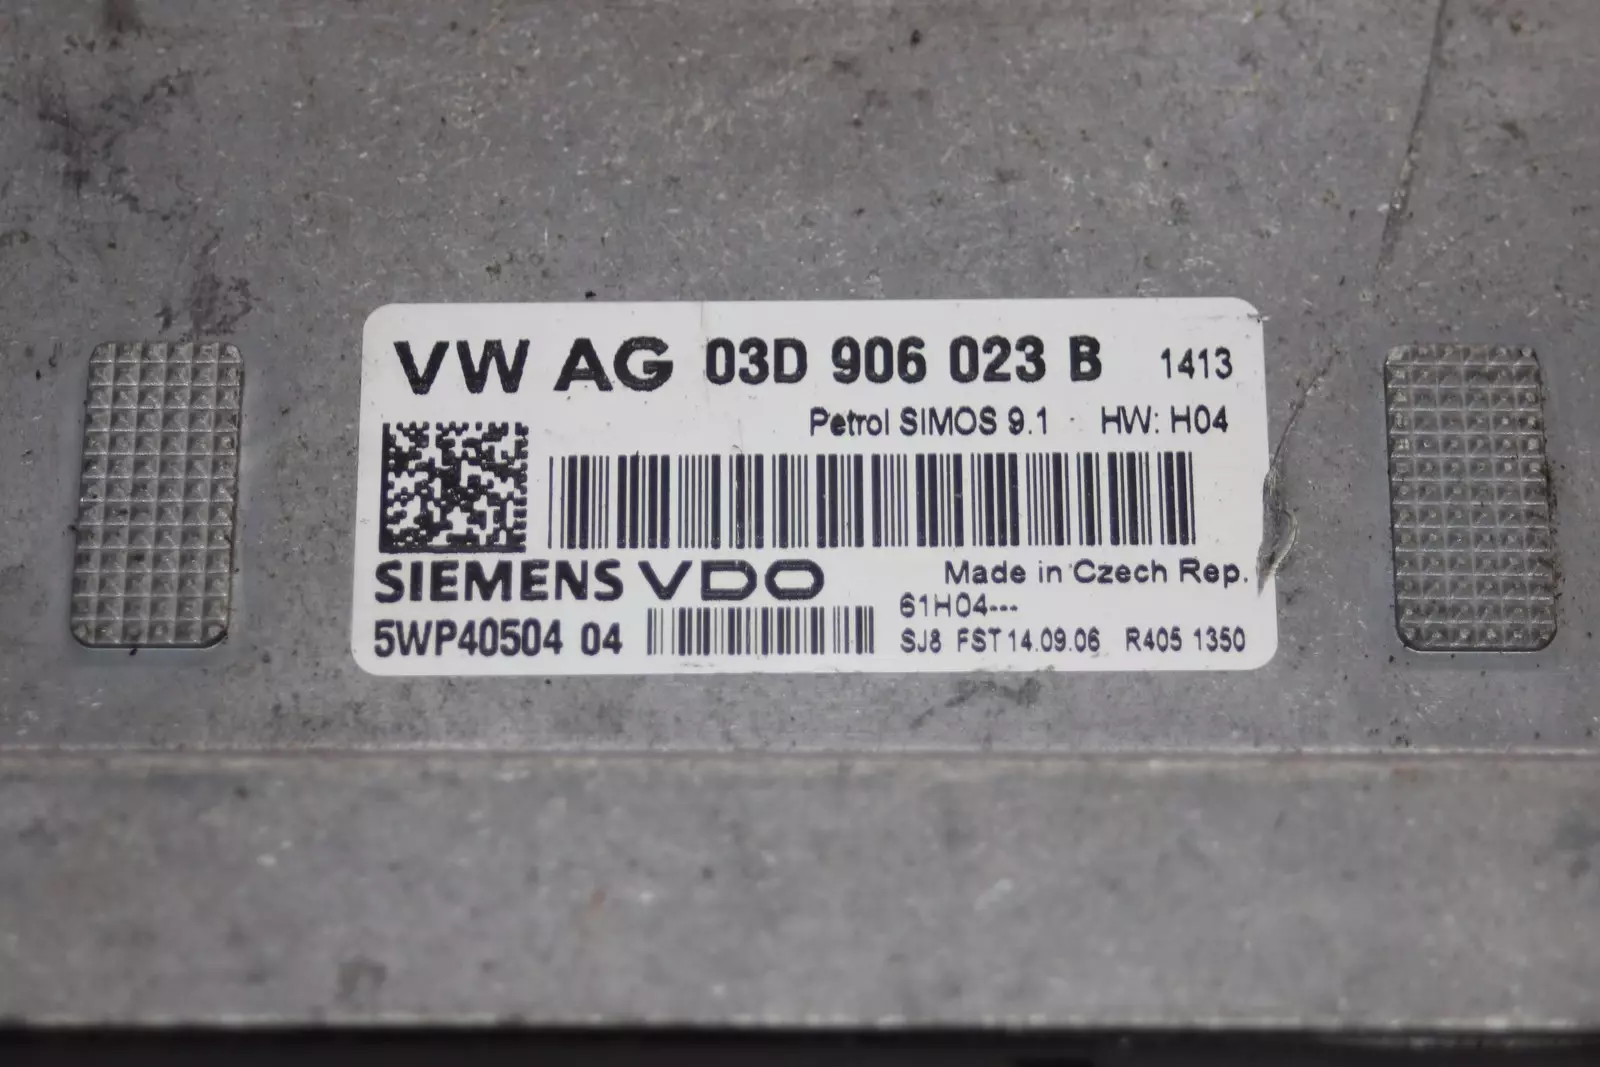 VW AG 03D 906 023 B 1413
Petrol SIMOS 9.1 HW: H04
SIEMENS VDO Made in Czech Rep.
61H04---
5WP40504 04 SJ8 FST 14.09.06 R405 1350